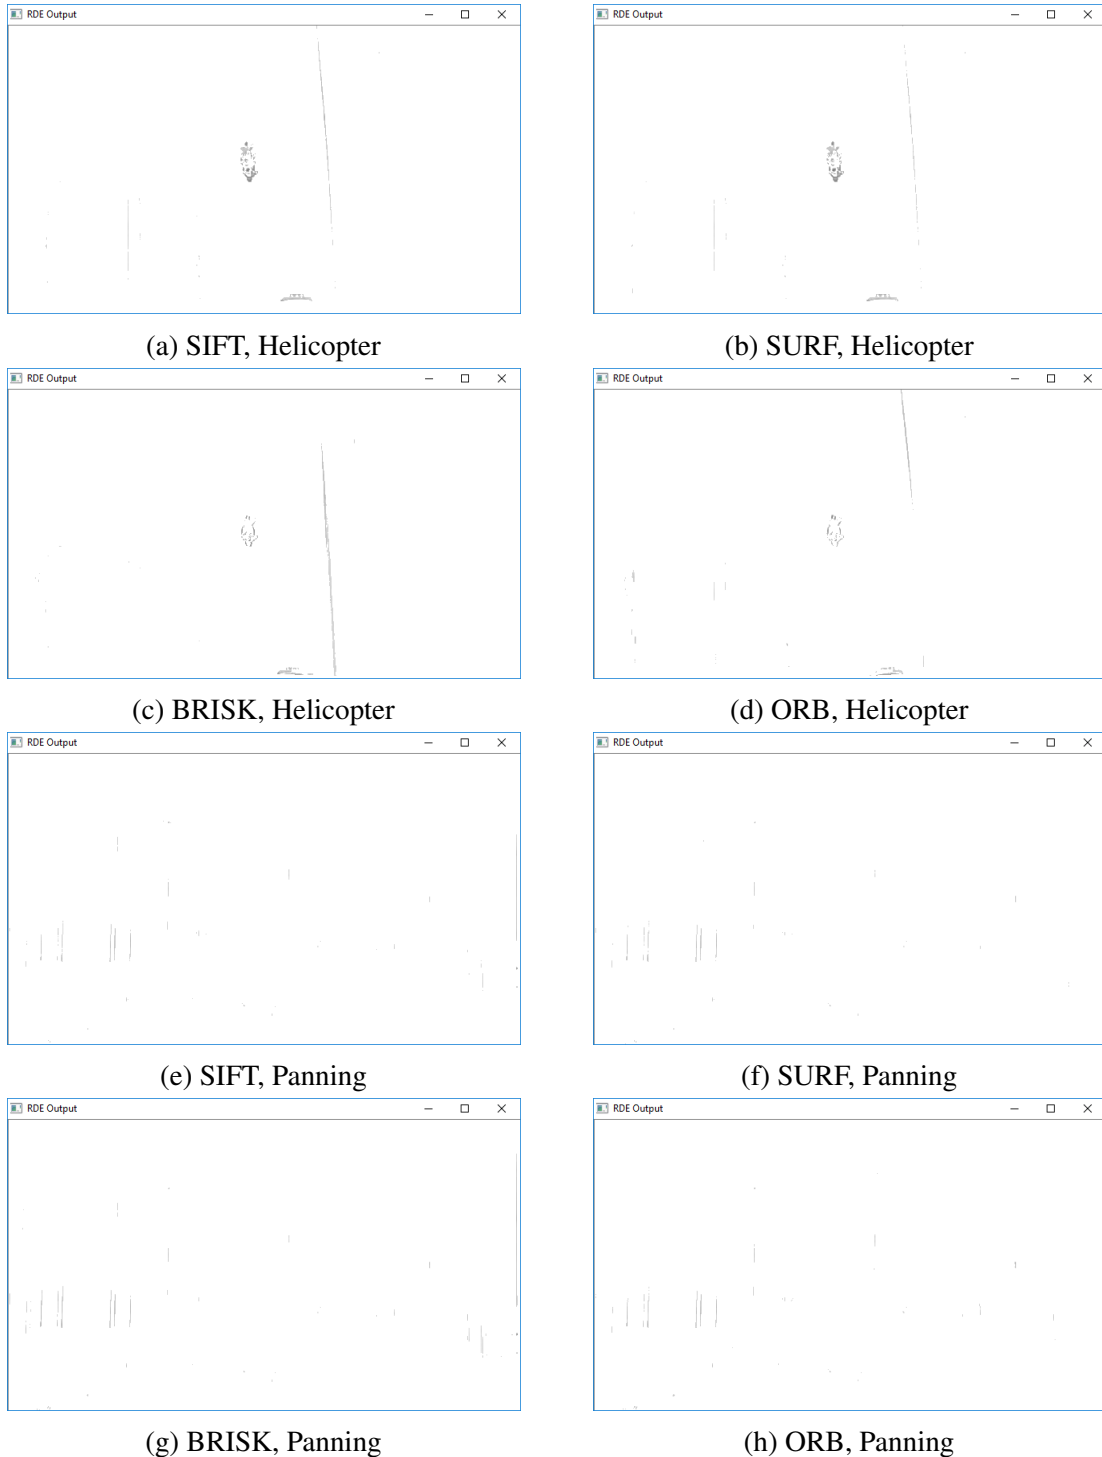 RDE Output
RDE Output
(a) SIFT, Helicopter
(b) SURF, Helicopter
RDE Output
RDE Output
(c) BRISK, Helicopter
(d) ORB, Helicopter
RDE Output
RDE Output
(e) SIFT, Panning
(f) SURF, Panning
RDE Output
RDE Output
(g) BRISK, Panning
(h) ORB, Panning